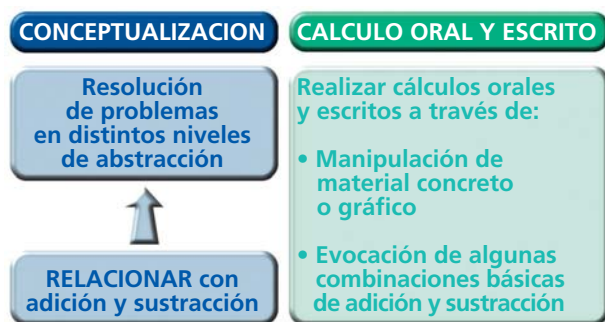 CONCEPTUALIZACION
Resolución
de problemas
en distintos niveles
de abstracción
RELACIONAR con
adición y sustracción
CALCULO ORAL Y ESCRITO
Realizar cálculos orales
y escritos a través de:
• Manipulación de
material concreto
o gráfico
• Evocación de algunas
combinaciones básicas
de adición y sustracción